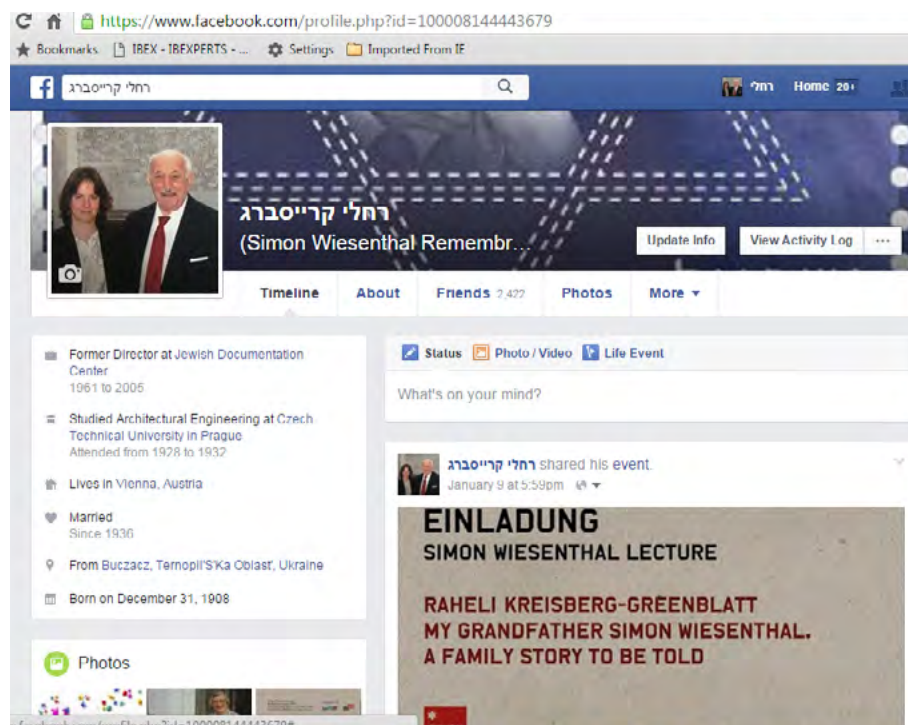 https://www.facebook.com/profile.php?id=100008144443679
Bookmarks IBEX - IBEXPERTS - ... Settings Imported From IE
רחלי קרייסברג
רחלי Home 20+
רחלי קרייסברג
(Simon Wiesenthal Remembr...
Update Info View Activity Log ...
Timeline About Friends 2,422 Photos More
Former Director at Jewish Documentation
Center
1961 to 2005
Studied Architectural Engineering at Czech
Technical University in Prague
Attended from 1928 to 1932
Lives in Vienna, Austria
Married
Since 1936
From Buczacz, Ternopil'S'Ka Oblast', Ukraine
Born on December 31, 1908
Photos
Status Photo / Video Life Event
What's on your mind?
רחלי קרייסברג shared his event.
January 9 at 5:59pm
EINLADUNG
SIMON WIESENTHAL LECTURE
RAHELI KREISBERG-GREENBLATT
MY GRANDFATHER SIMON WIESENTHAL.
A FAMILY STORY TO BE TOLD